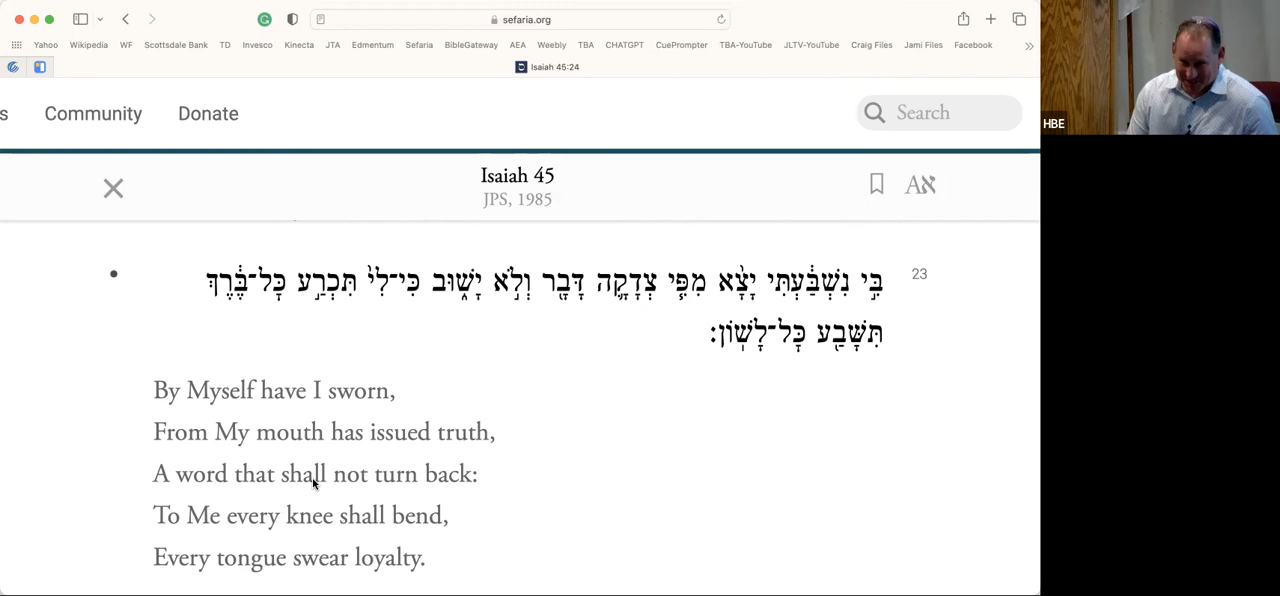 sefaria.org
Yahoo Wikipedia WF Scottsdale Bank TD Invesco Kinecta JTA Edmentum Sefaria BibleGateway AEA Weebly TBA CHATGPT CuePrompter TBA-YouTube JLTV-YouTube Craig Files Jami Files Facebook »
Isaiah 45:24
s Community Donate Search
HBE
Isaiah 45
JPS, 1985
Aא
23
בִּ֣י נִשְׁבַּ֔עְתִּי יָצָ֨א מִפִּ֧י צְדָקָ֛ה דָּבָ֖ר וְלֹ֣א יָשׁ֑וּב כִּי־לִי֙ תִּכְרַ֣ע כׇּל־בֶּ֔רֶךְ
תִּשָּׁבַ֖ע כׇּל־לָשֽׁוֹן׃
By Myself have I sworn,
From My mouth has issued truth,
A word that shall not turn back:
To Me every knee shall bend,
Every tongue swear loyalty.